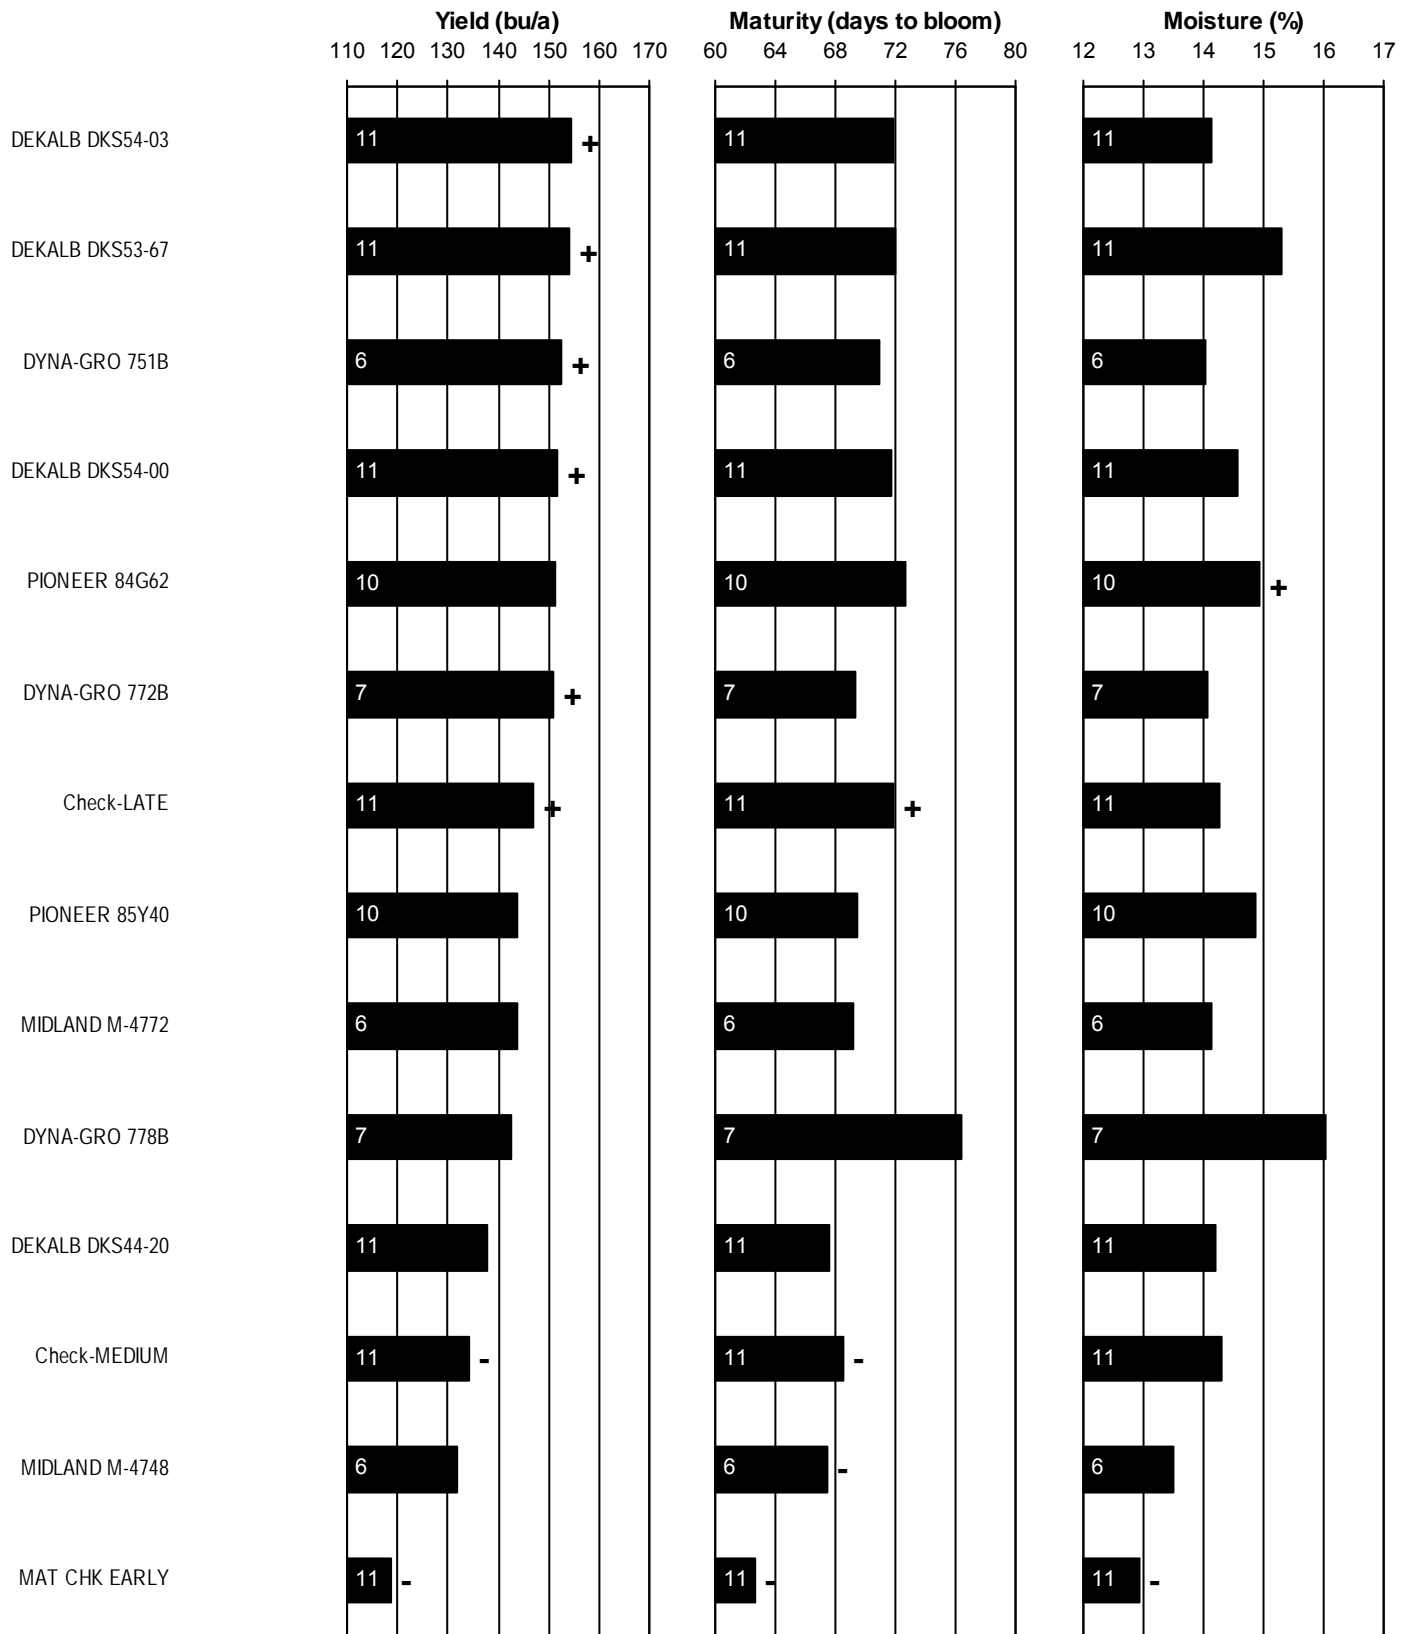 Yield (bu/a) Maturity (days to bloom) Moisture (%)
110 120 130 140 150 160 170 60 64 68 72 76 80 12 13 14 15 16 17
DEKALB DKS54-03 11 + 11 11
DEKALB DKS53-67 11 + 11 11
DYNA-GRO 751B 6 + 6 6
DEKALB DKS54-00 11 + 11 11
PIONEER 84G62 10 10 10 +
DYNA-GRO 772B 7 + 7 7
Check-LATE 11 + 11 + 11
PIONEER 85Y40 10 10 10
MIDLAND M-4772 6 6 6
DYNA-GRO 778B 7 7 7
DEKALB DKS44-20 11 11 11
Check-MEDIUM 11 - 11 - 11
MIDLAND M-4748 6 6 - 6
MAT CHK EARLY 11 - 11 - 11 -